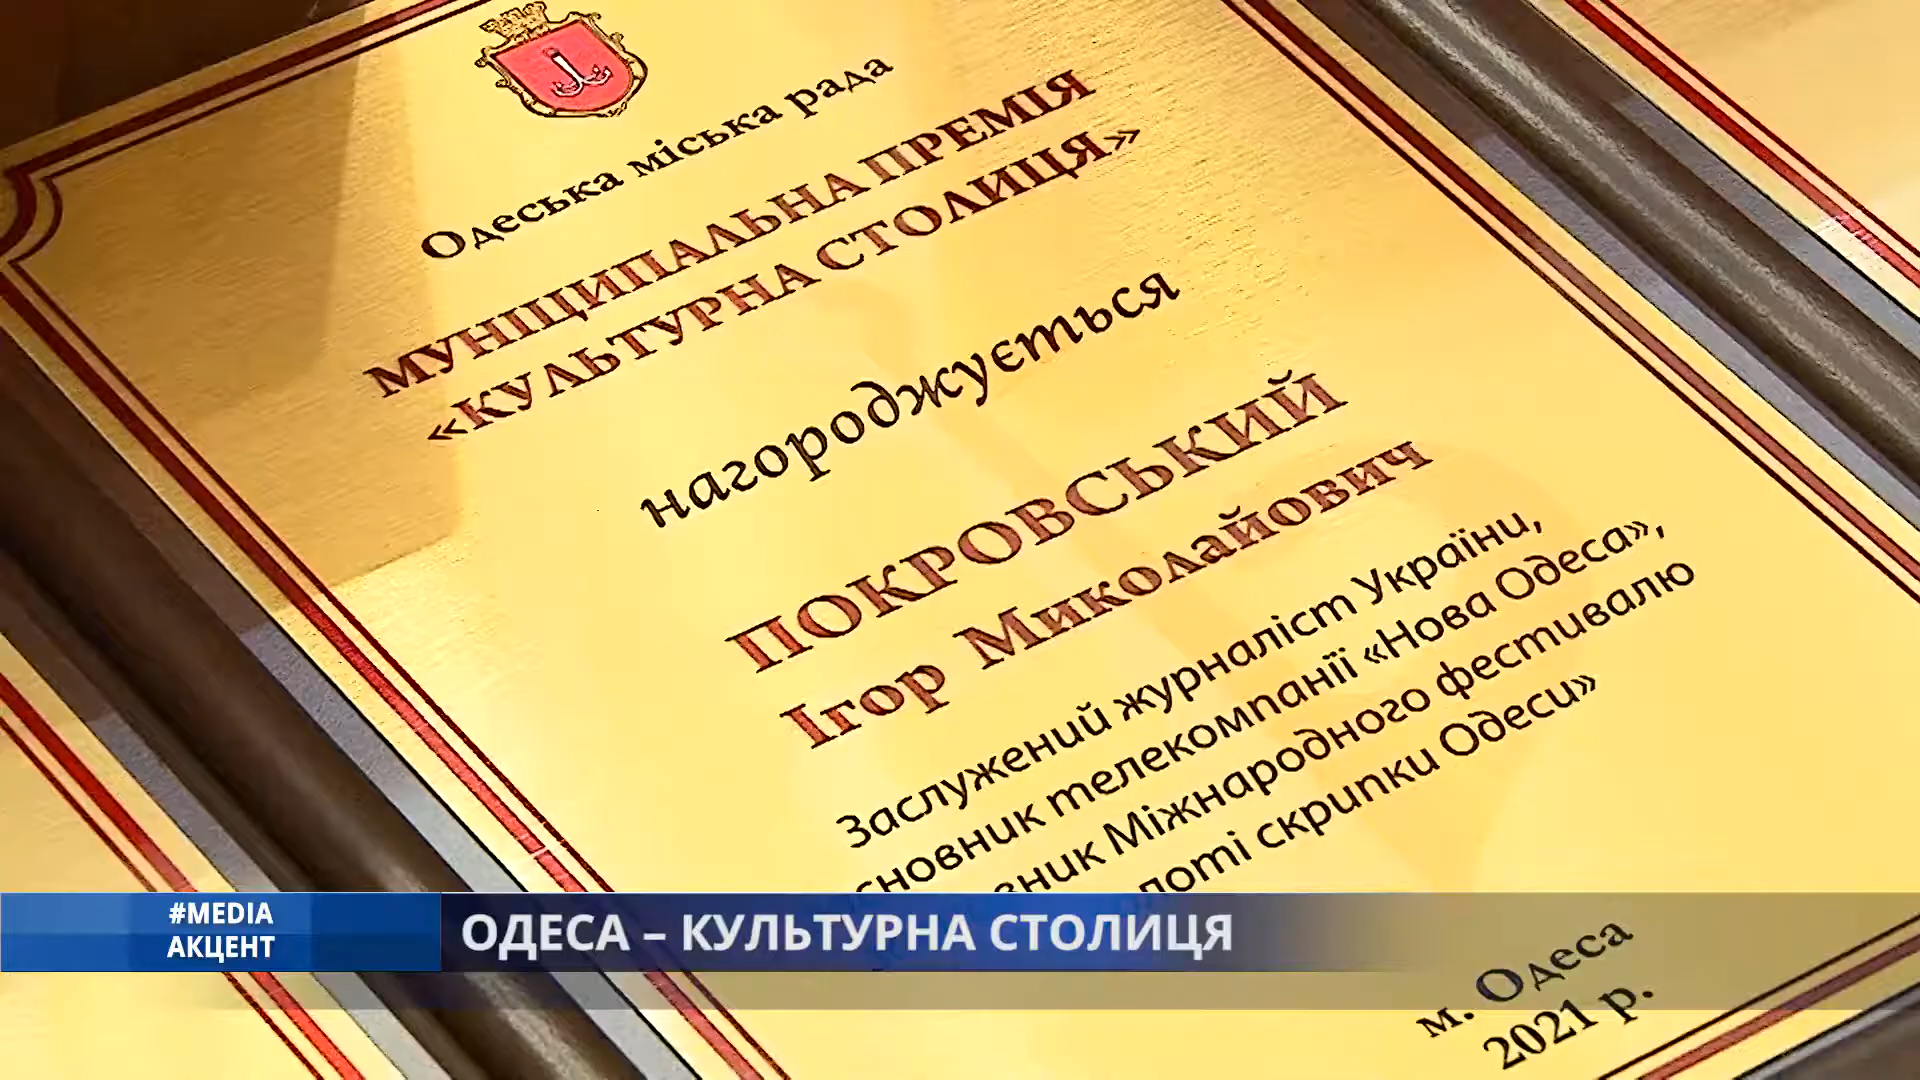 Одеська міська рада
МУНІЦИПАЛЬНА ПРЕМІЯ
«КУЛЬТУРНА СТОЛИЦЯ»
нагороджується
ПОКРОВСЬКИЙ
Ігор Миколайович
Заслужений журналіст України,
телекомпанії «Нова Одеса»,
Міжнародного фестивалю
скрипки Одеси»
м. Одеса
2021 р.
#MEDIA
АКЦЕНТ
ОДЕСА – КУЛЬТУРНА СТОЛИЦЯ